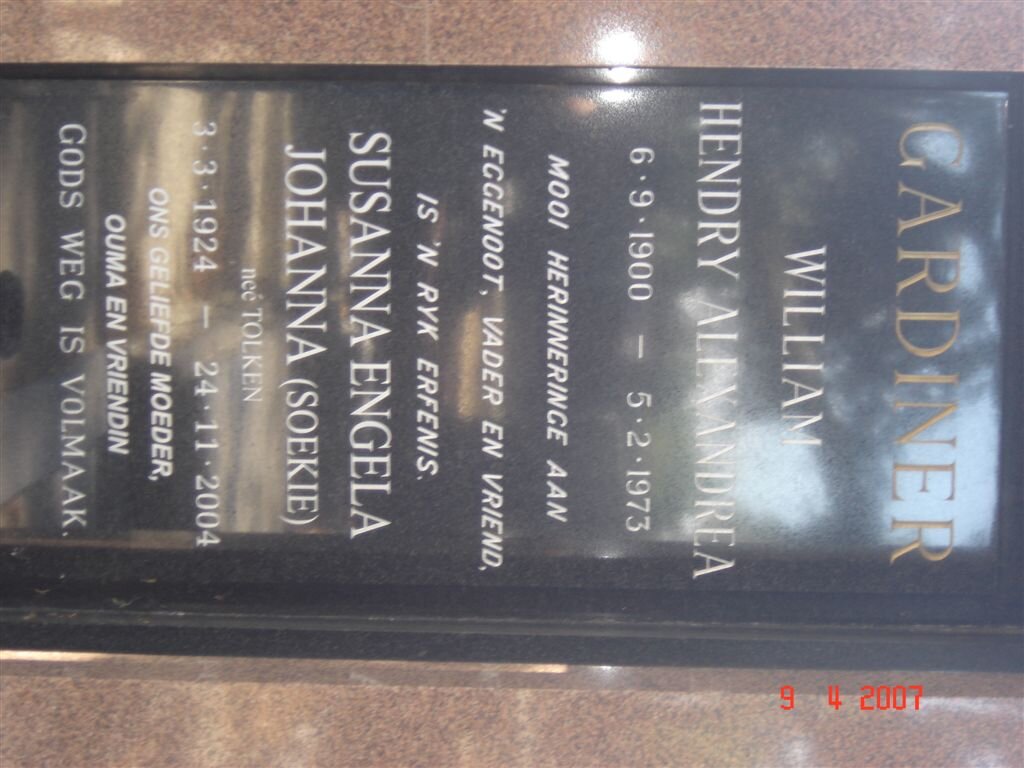 GARDINER
WILLIAM
HENDRY ALEXANDREA
6·9·1900 – 5·2·1973
MOOI HERINNERINGE AAN
'N EGGENOOT, VADER EN VRIEND,
IS 'N RYK ERFENIS.
SUSANNA ENGELA
JOHANNA (SOEKIE)
neé TOLKEN
3·3·1924 – 24·11·2004
ONS GELIEFDE MOEDER,
OUMA EN VRIENDIN
GODS WEG IS VOLMAAK.
9 4 2007